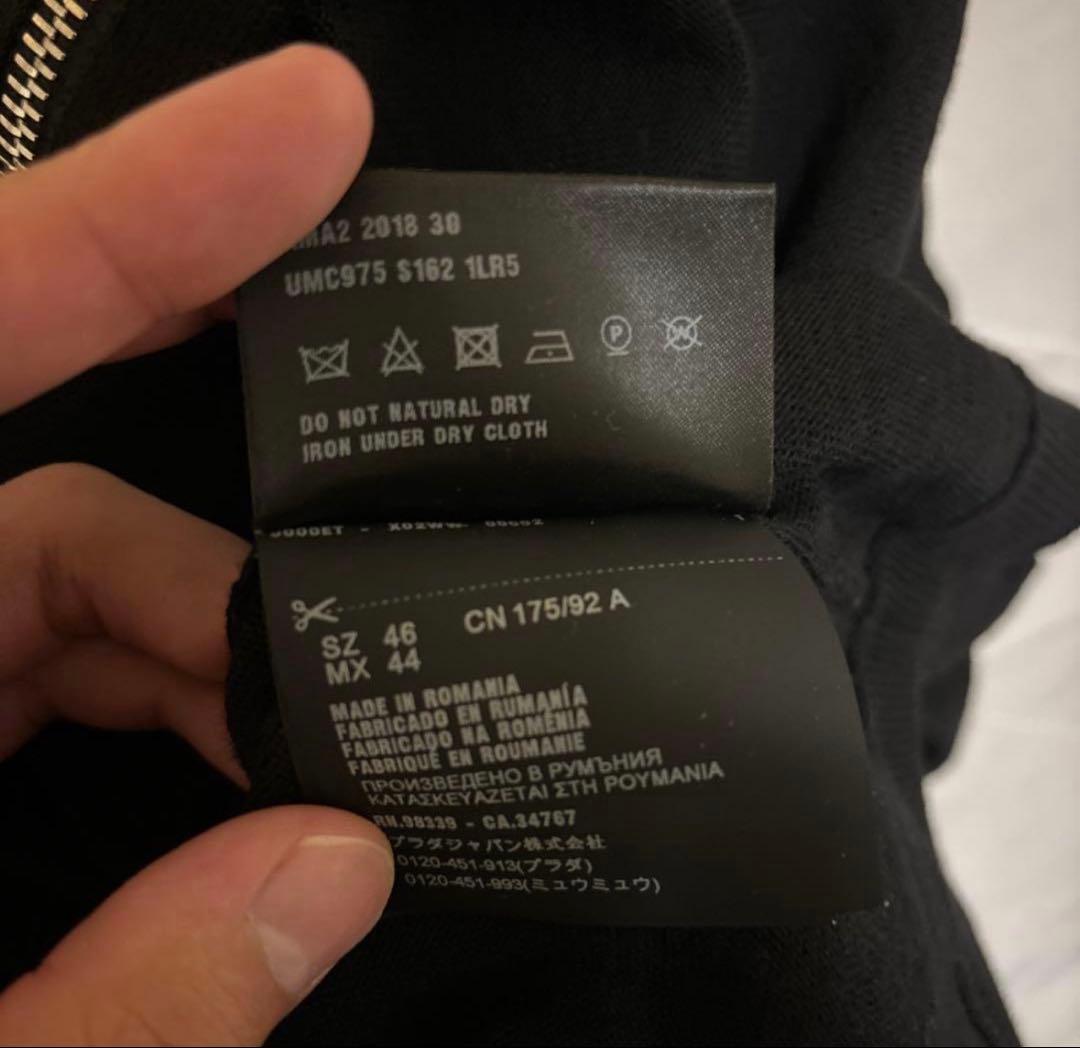 2018 30
UMC975 S162 1LR5
P
W
DO NOT NATURAL DRY
IRON UNDER DRY CLOTH
SZ 46 CN 175/92 A
MX 44
MADE IN ROMANIA
FABRICADO EN RUMANÍA
FABRICADO NA ROMÊNIA
FABRIQUÉ EN ROUMANIE
ПРОИЗВЕДЕНО В РУМЪНИЯ
ΚΑΤΑΣΚΕΥΑΖΕΤΑΙ ΣΤΗ ΡΟΥΜΑΝΙΑ
RN.98339 - CA.34767
プラダジャパン株式会社
0120-451-913(プラダ)
0120-451-993(ミュウミュウ)